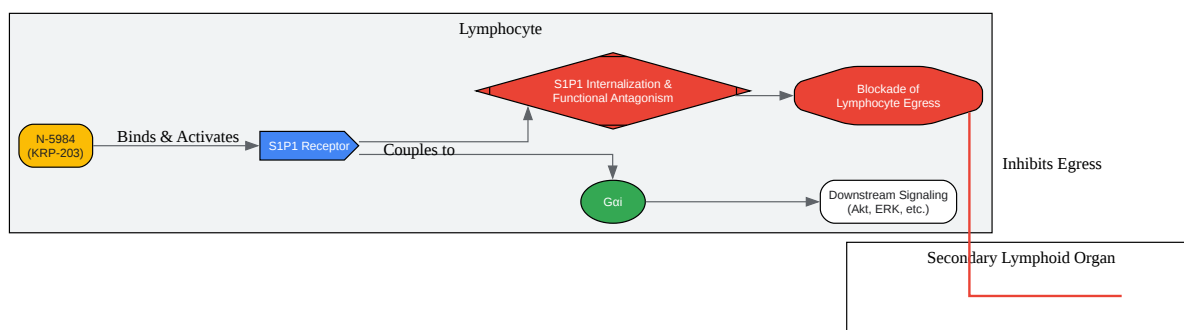 Lymphocyte
S1P1 Internalization &
Functional Antagonism
Blockade of
Lymphocyte Egress
N-5984
(KRP-203)
Binds & Activates
S1P1 Receptor
Couples to
Inhibits Egress
Gαi
Downstream Signaling
(Akt, ERK, etc.)
Secondary Lymphoid Organ